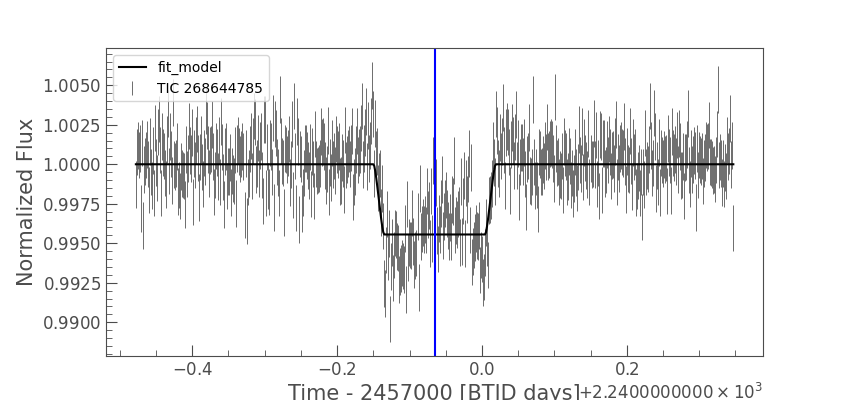 fit_model
TIC 268644785
1.0050
1.0025
1.0000
0.9975
0.9950
0.9925
0.9900
Normalized Flux
−0.4 −0.2 0.0 0.2
Time - 2457000 [BTJD days] +2.2400000000 × 10³